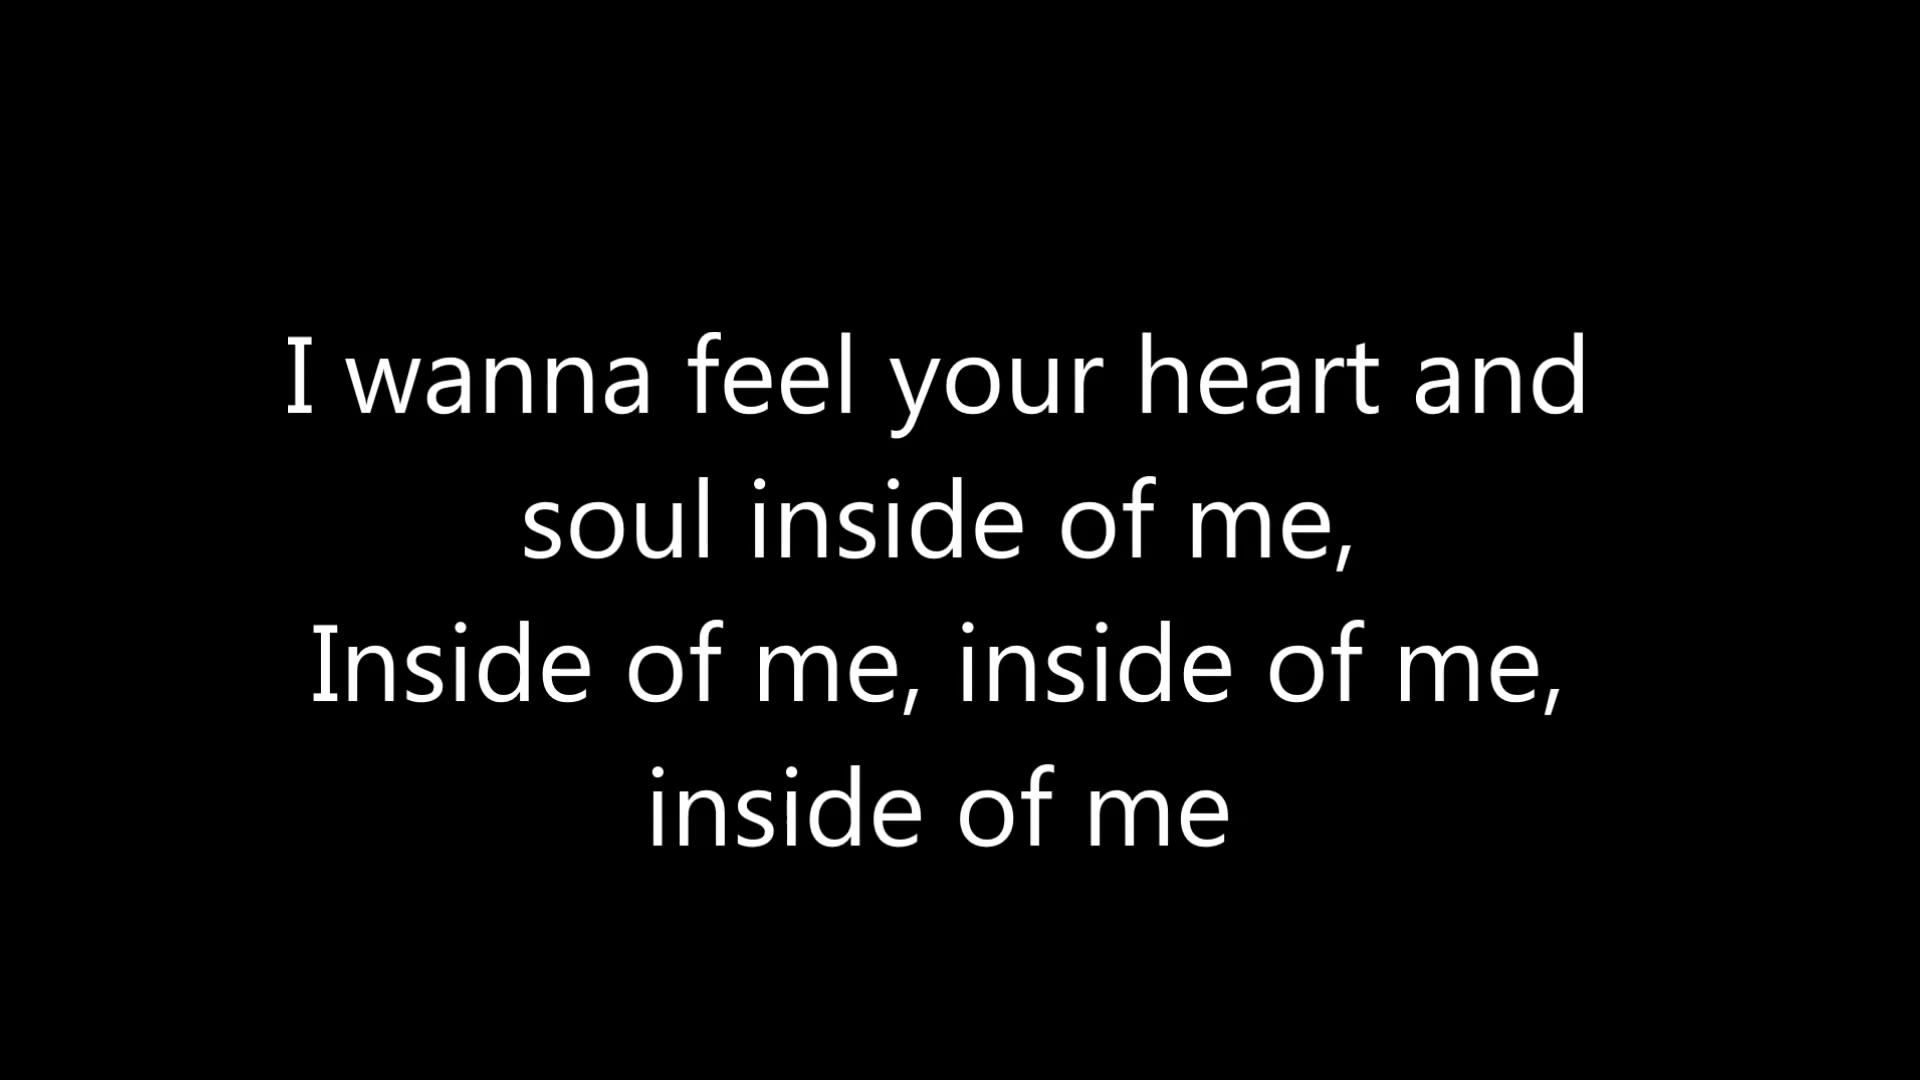 I wanna feel your heart and
soul inside of me,
Inside of me, inside of me,
inside of me